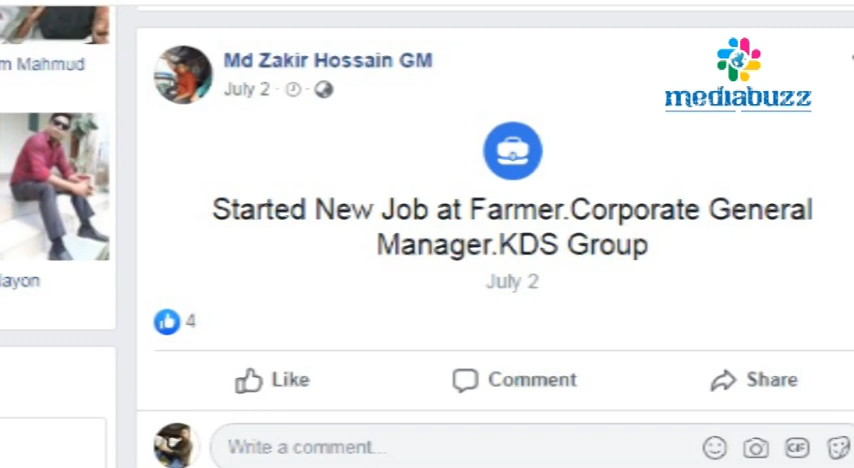 m Mahmud
layon
Md Zakir Hossain GM
July 2
mediabuzz
Started New Job at Farmer.Corporate General
Manager.KDS Group
July 2
4
Like
Comment
Share
Write a comment...
GIF